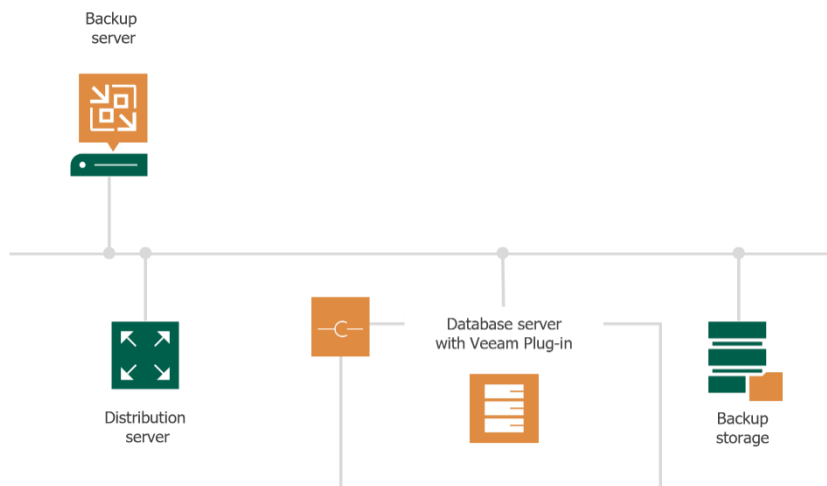 Backup
server
Database server
with Veeam Plug-in
Distribution
server
Backup
storage